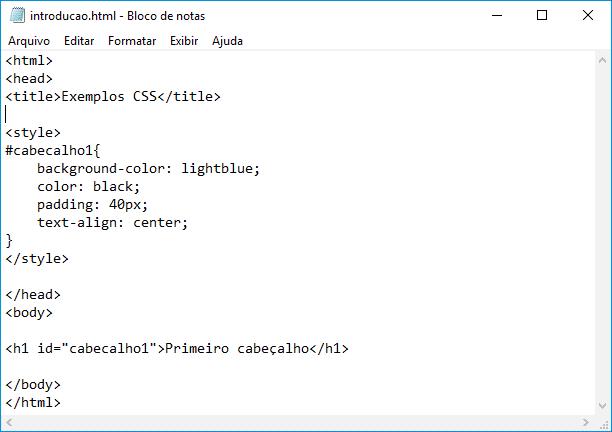 introducao.html - Bloco de notas
Arquivo Editar Formatar Exibir Ajuda
<html>
<head>
<title>Exemplos CSS</title>
<style>
#cabecalho1{
    background-color: lightblue;
    color: black;
    padding: 40px;
    text-align: center;
}
</style>
</head>
<body>
<h1 id="cabecalho1">Primeiro cabeçalho</h1>
</body>
</html>